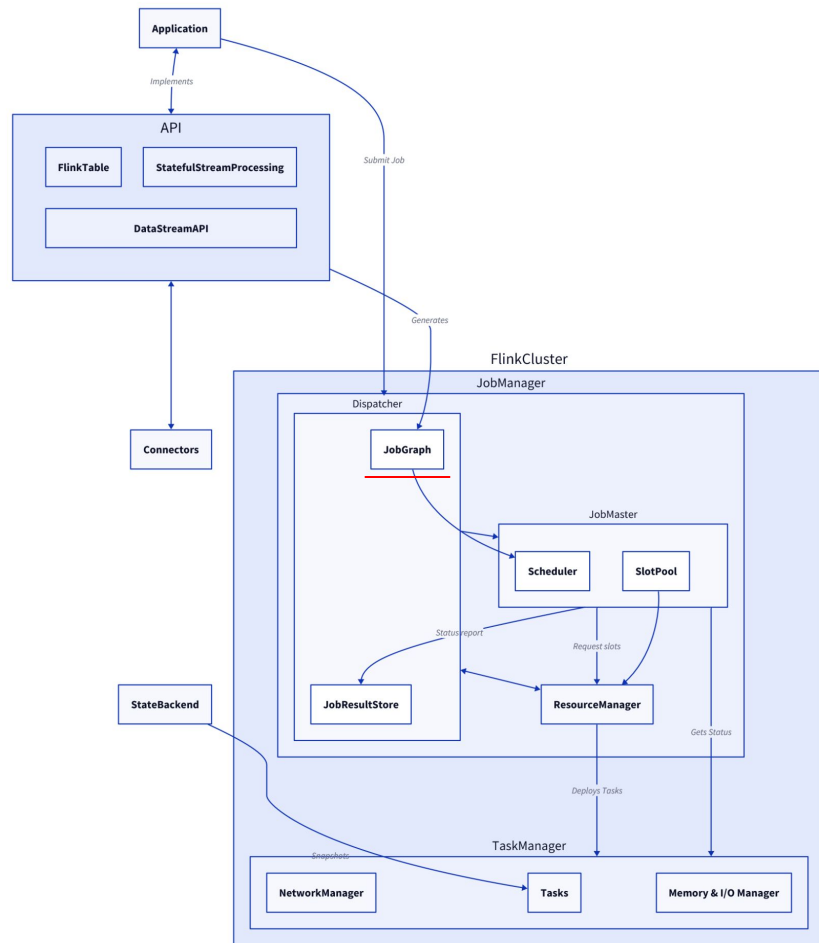 Application
Implements
API
FlinkTable
StatefulStreamProcessing
Submit Job
DataStreamAPI
Generates
FlinkCluster
JobManager
Dispatcher
Connectors
JobGraph
JobMaster
Scheduler
SlotPool
Status report
Request slots
StateBackend
JobResultStore
ResourceManager
Gets Status
Deploys Tasks
TaskManager
Snapshots
NetworkManager
Tasks
Memory & I/O Manager